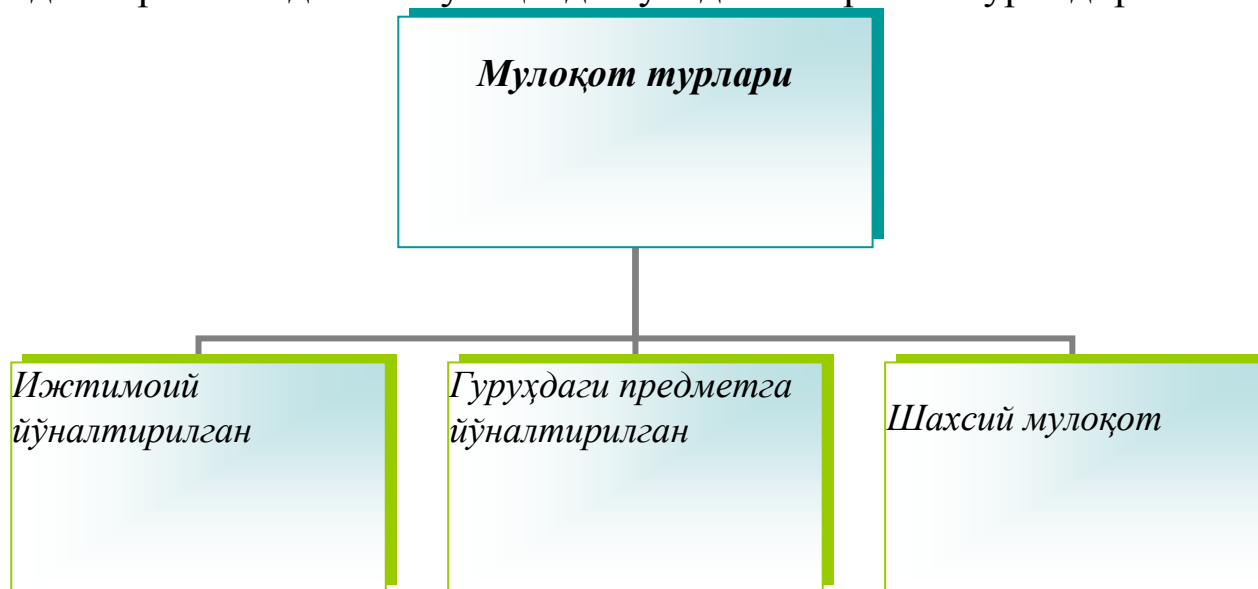 Мулоқот турлари
Ижтимоий
йўналтирилган
Гуруҳдаги предметга
йўналтирилган
Шахсий мулоқот